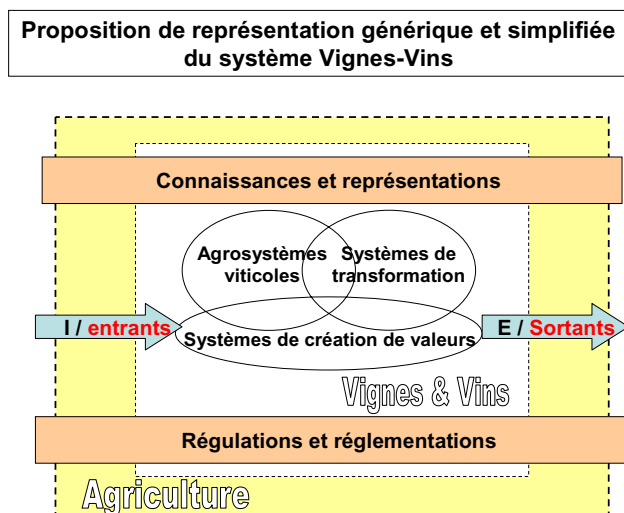 Proposition de représentation générique et simplifiée
du système Vignes-Vins
Connaissances et représentations
Agrosystèmes
viticoles
Systèmes de
transformation
I / entrants
E / Sortants
Systèmes de création de valeurs
Vignes & Vins
Régulations et réglementations
Agriculture